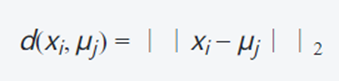 d(xᵢ, μⱼ) = | | xᵢ − μⱼ | | ₂